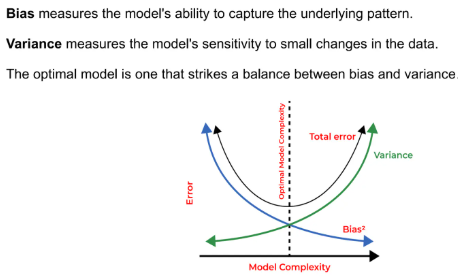 Bias measures the model's ability to capture the underlying pattern.
Variance measures the model's sensitivity to small changes in the data.
The optimal model is one that strikes a balance between bias and variance.
Optimal Model Complexity
Total error
Variance
Error
Bias²
Model Complexity